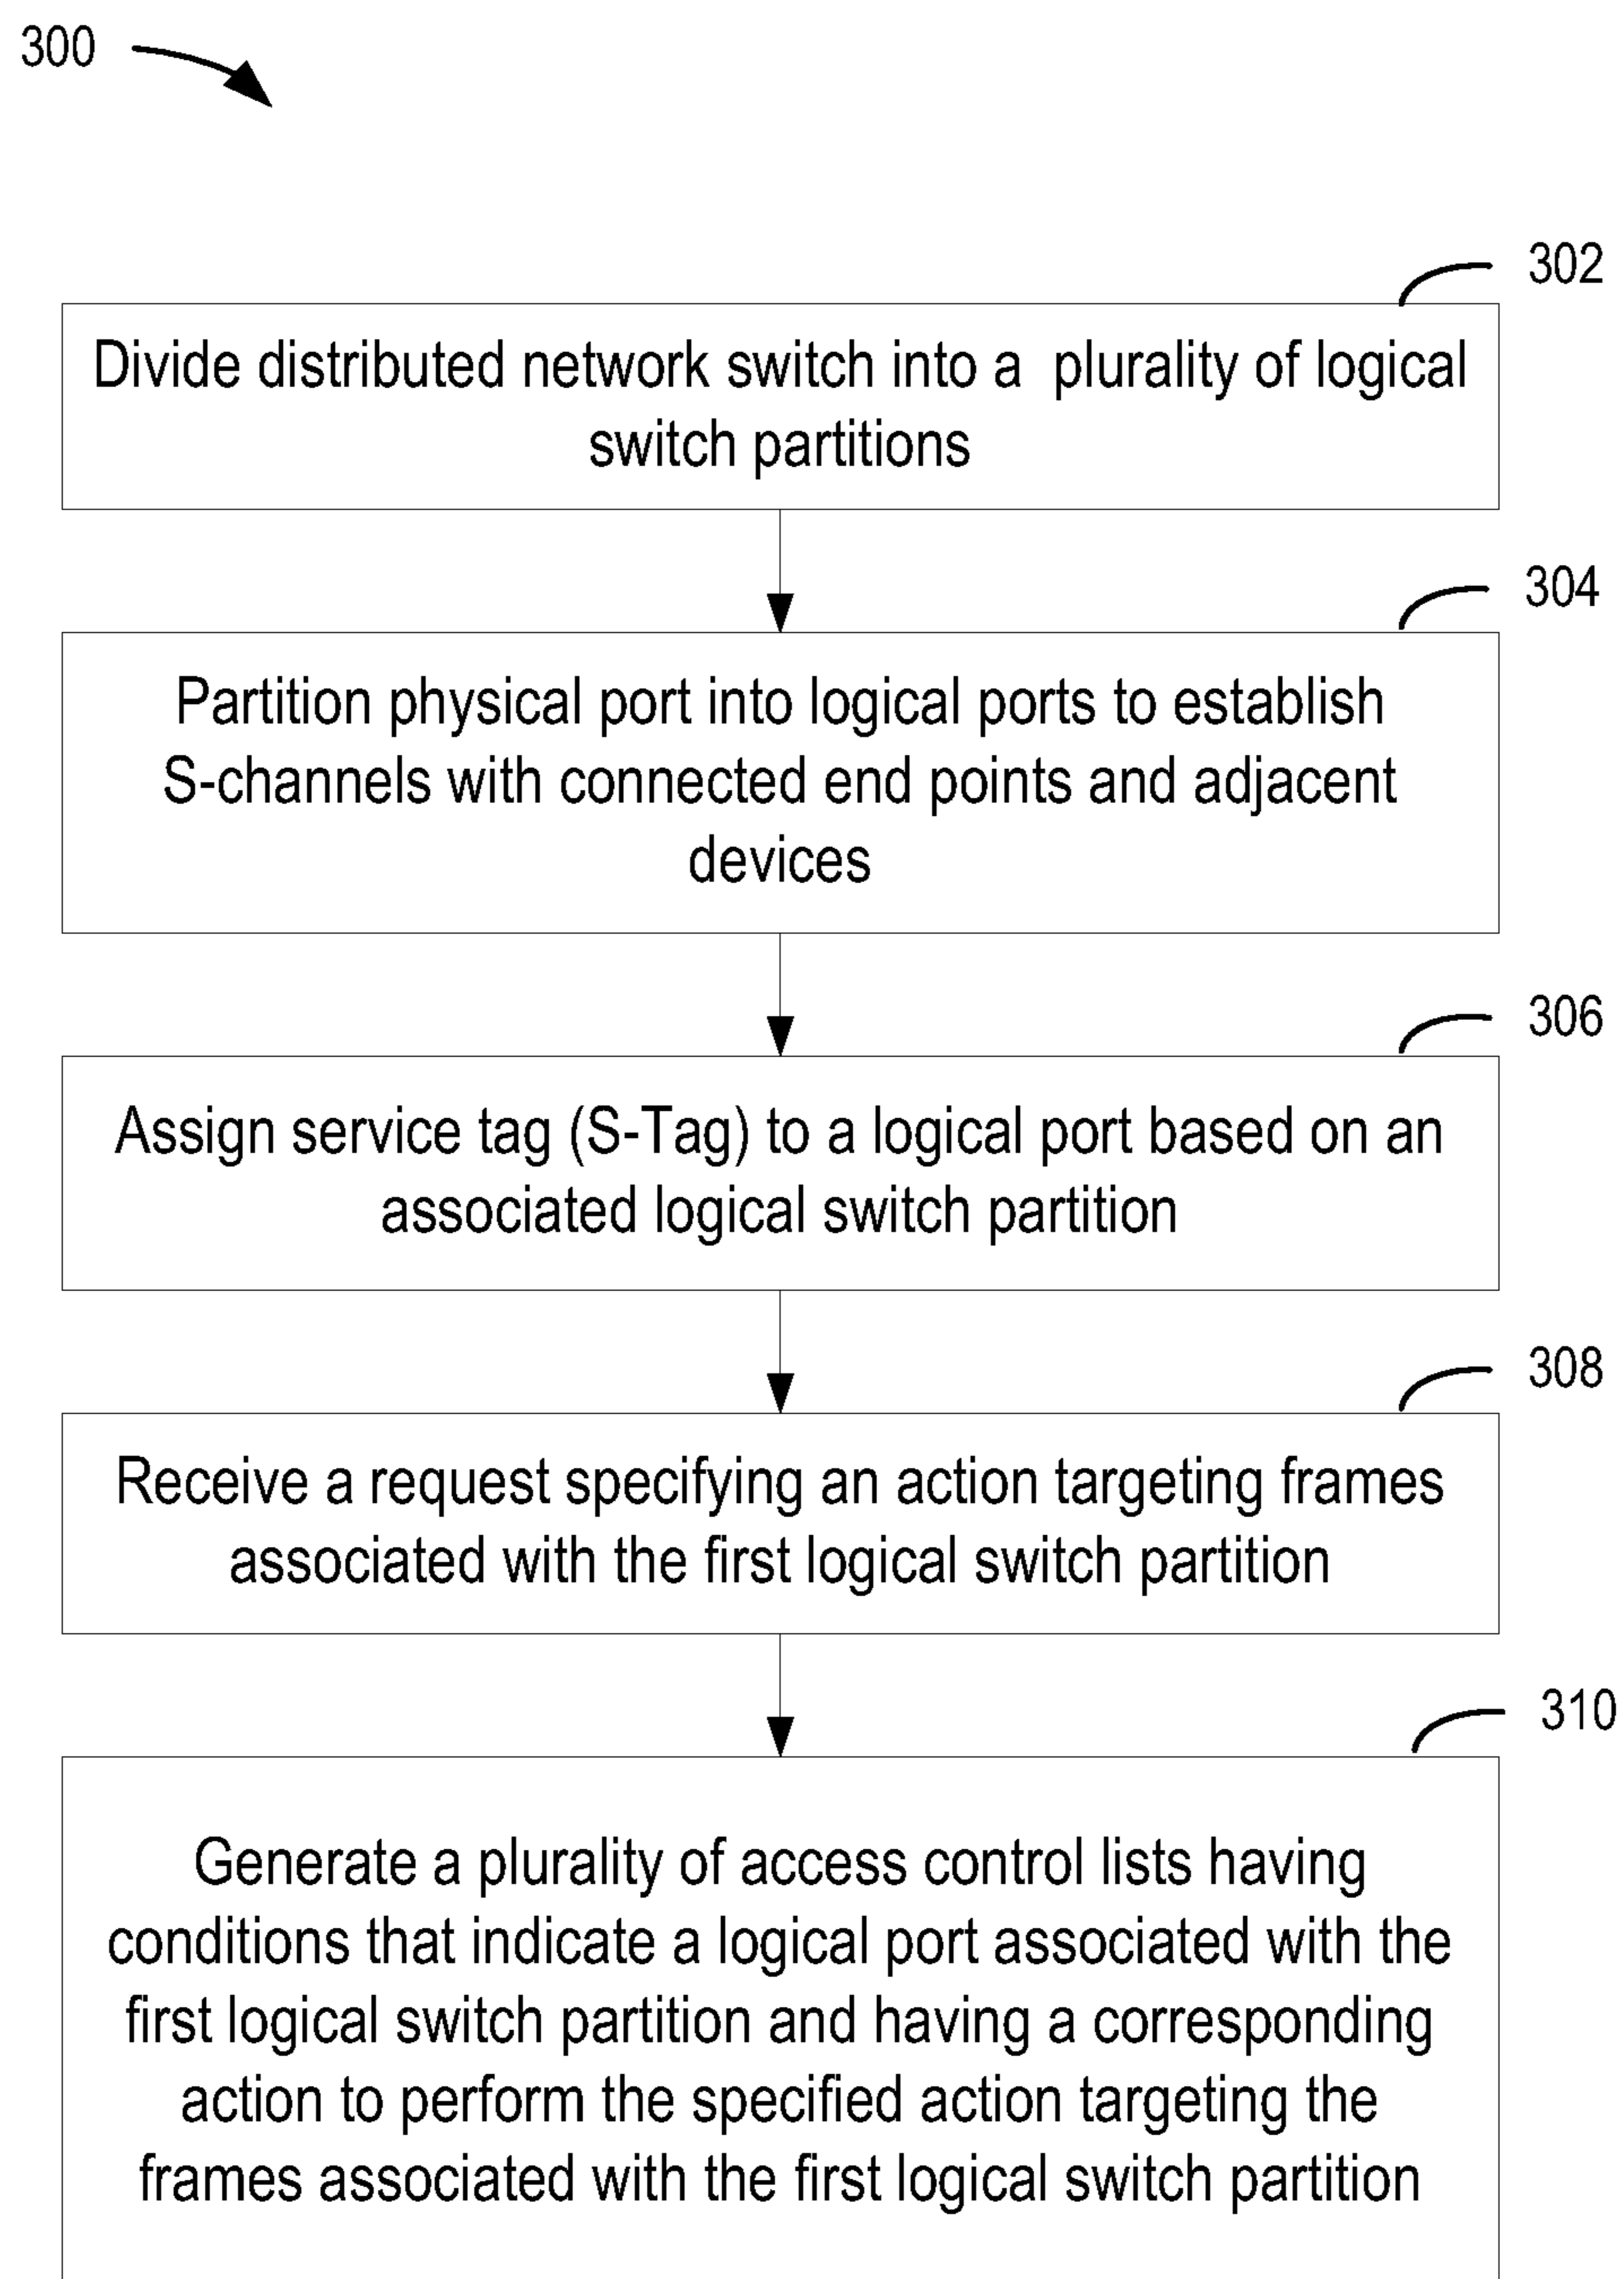 300
302
Divide distributed network switch into a plurality of logical
switch partitions
304
Partition physical port into logical ports to establish
S-channels with connected end points and adjacent
devices
306
Assign service tag (S-Tag) to a logical port based on an
associated logical switch partition
308
Receive a request specifying an action targeting frames
associated with the first logical switch partition
310
Generate a plurality of access control lists having
conditions that indicate a logical port associated with the
first logical switch partition and having a corresponding
action to perform the specified action targeting the
frames associated with the first logical switch partition